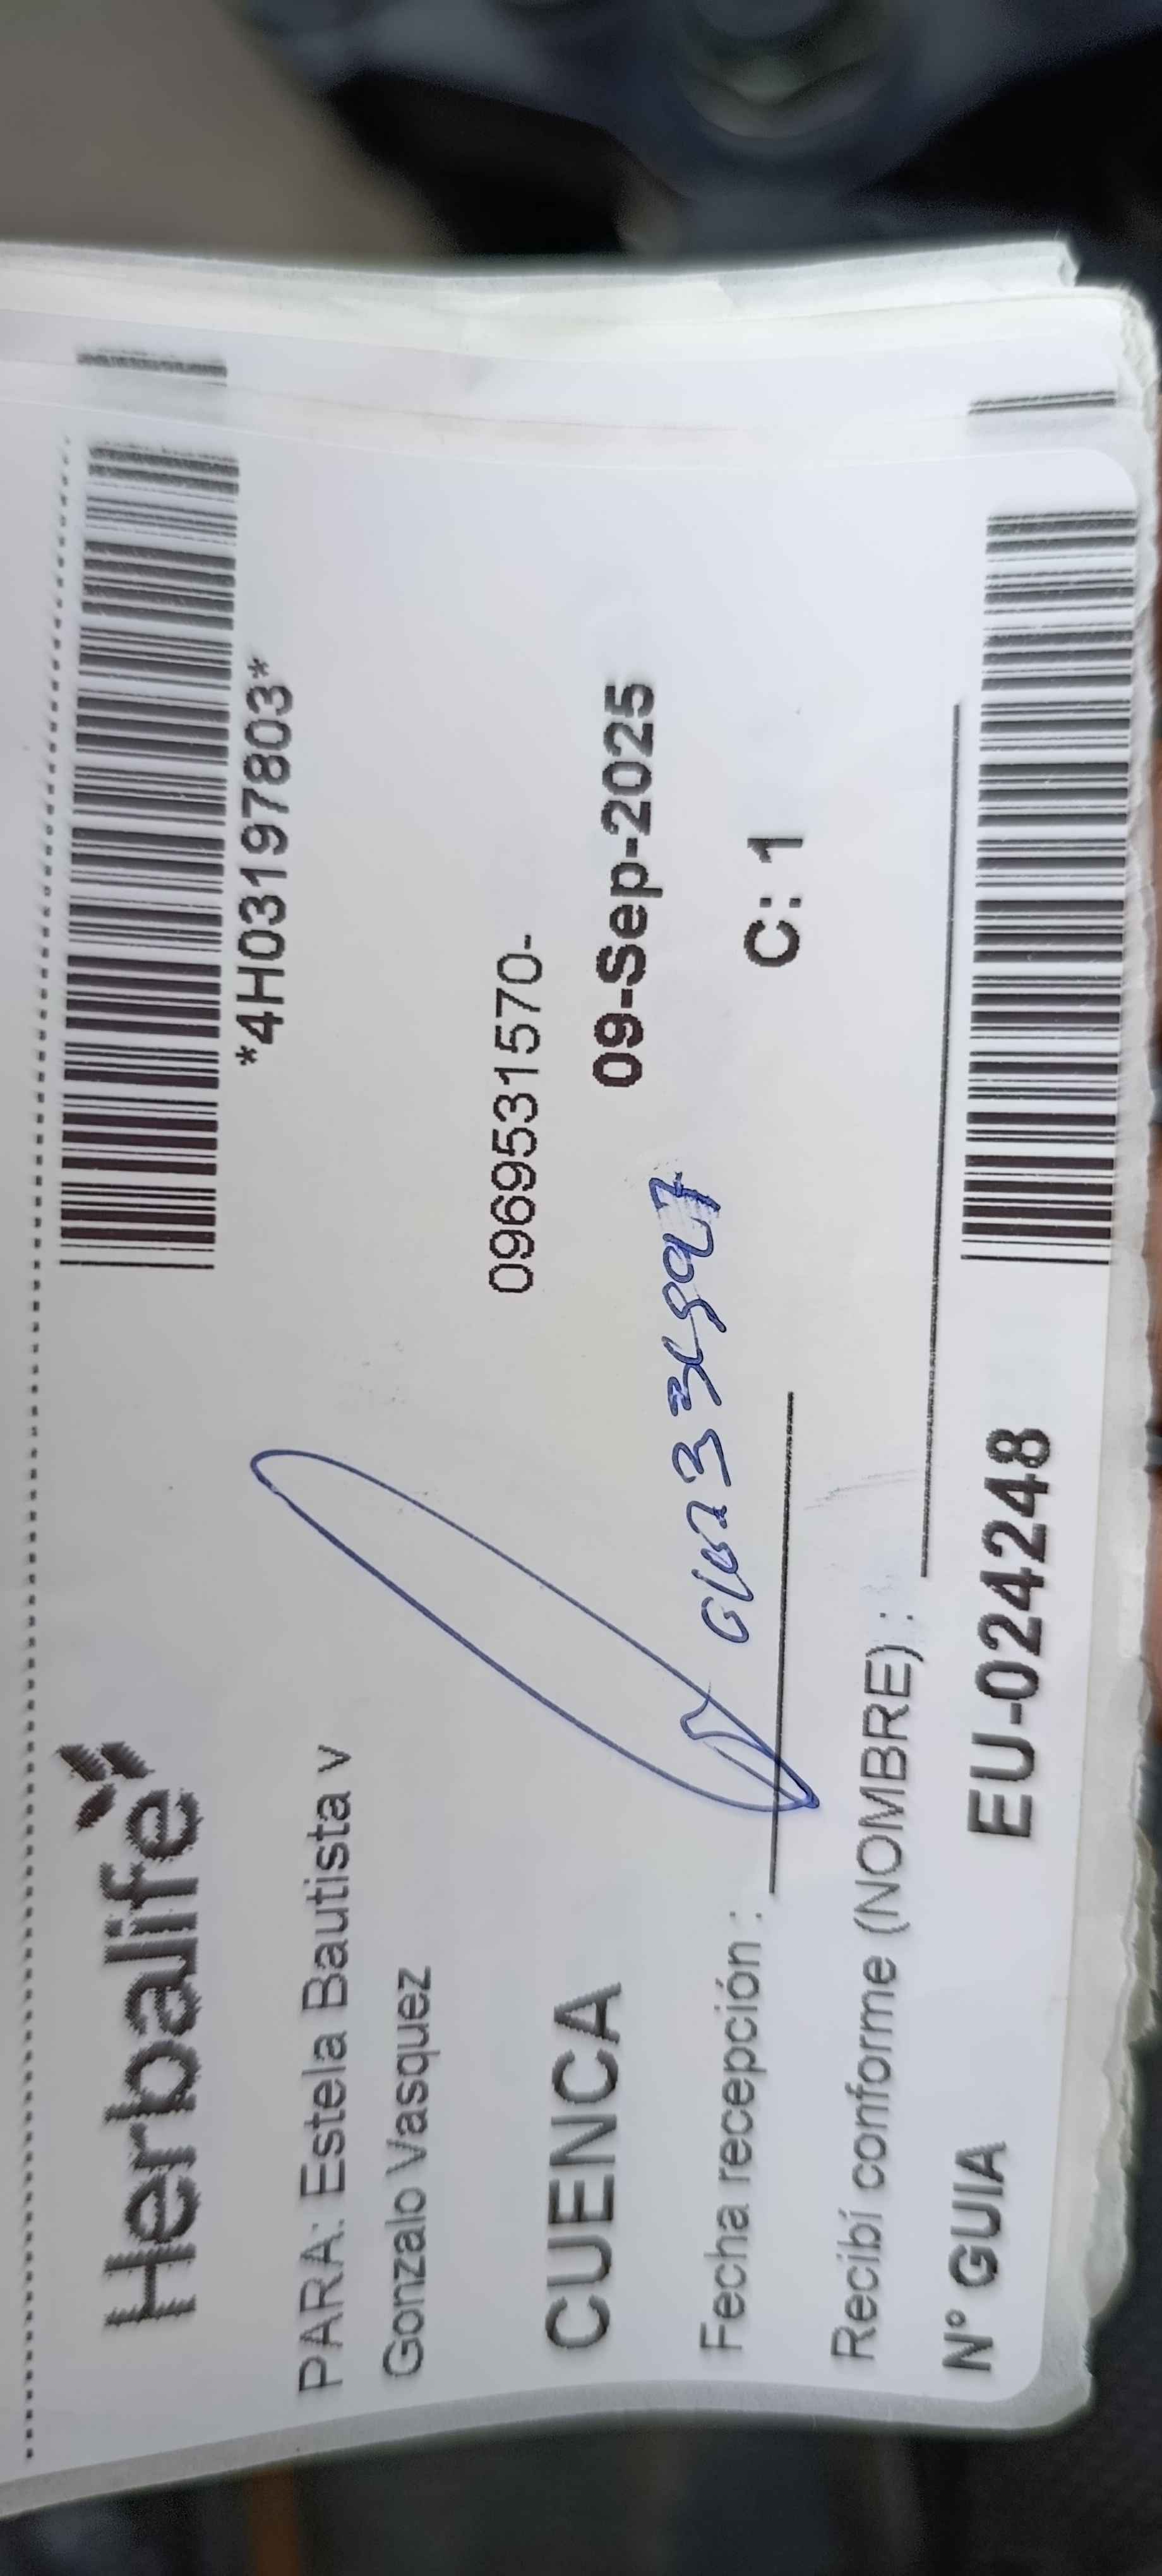 Herbalife
*4H03197803*
PARA: Estela Bautista v
Gonzalo Vasquez
0969531570-
CUENCA
09-Sep-2025
Fecha recepción :
C: 1
Recibí conforme (NOMBRE) :
N° GUIA
EU-024248